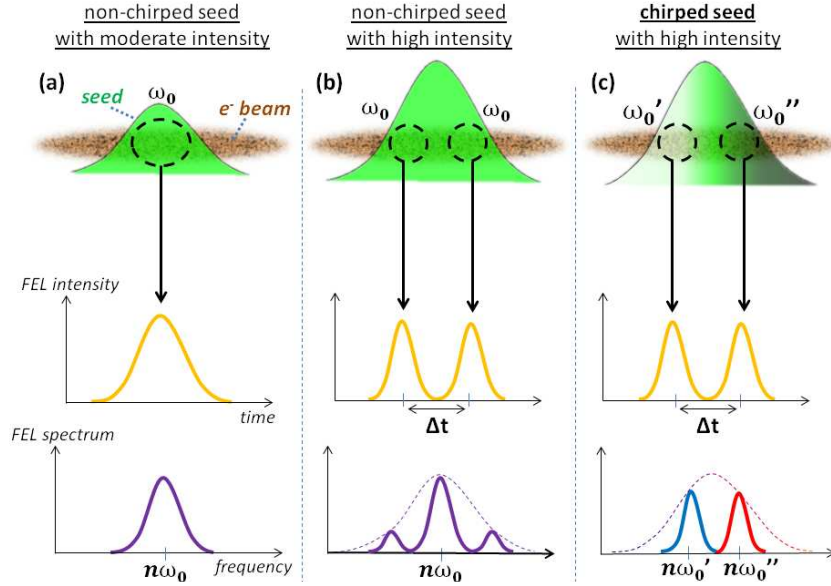 non-chirped seed
with moderate intensity
non-chirped seed
with high intensity
chirped seed
with high intensity
(a)
seed
ω₀
e⁻ beam
(b)
ω₀
ω₀
(c)
ω₀'
ω₀''
FEL intensity
time
Δt
Δt
FEL spectrum
nω₀
frequency
nω₀
nω₀'
nω₀''